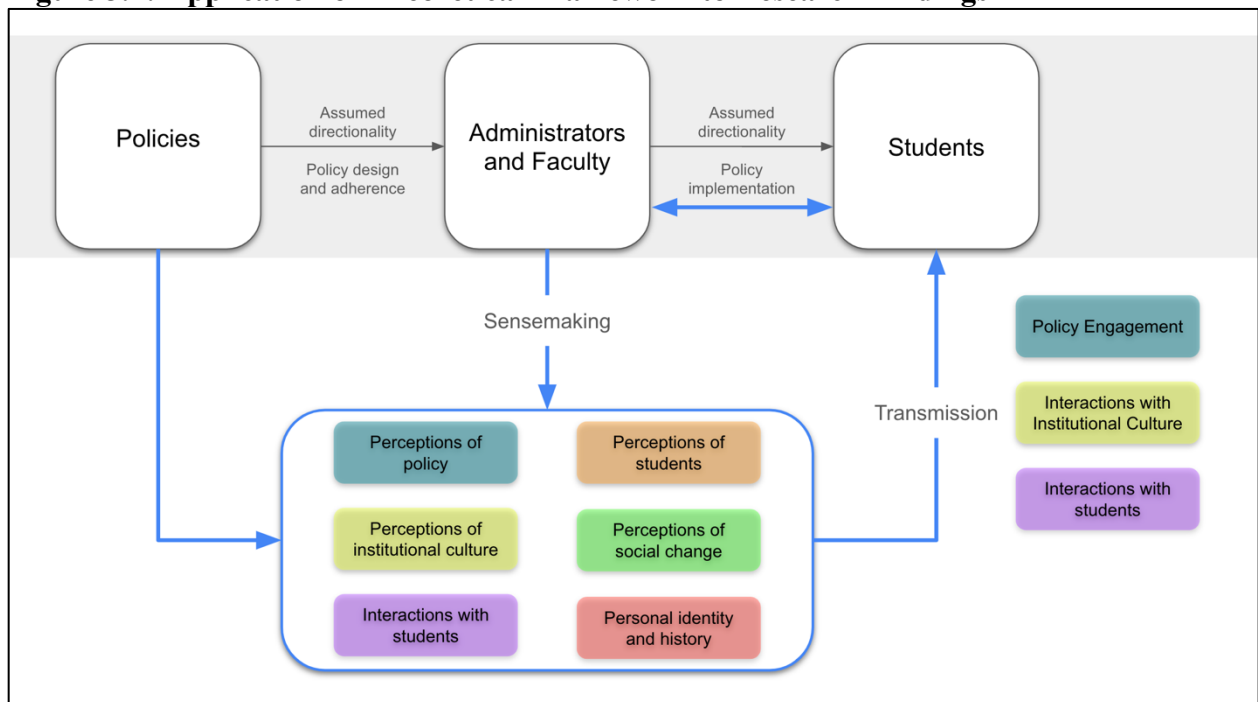 Policies
Assumed
directionality
Policy design
and adherence
Administrators
and Faculty
Assumed
directionality
Policy
implementation
Students
Sensemaking
Transmission
Perceptions of
policy
Perceptions of
students
Perceptions of
institutional culture
Perceptions of
social change
Interactions with
students
Personal identity
and history
Policy Engagement
Interactions with
Institutional Culture
Interactions with
students